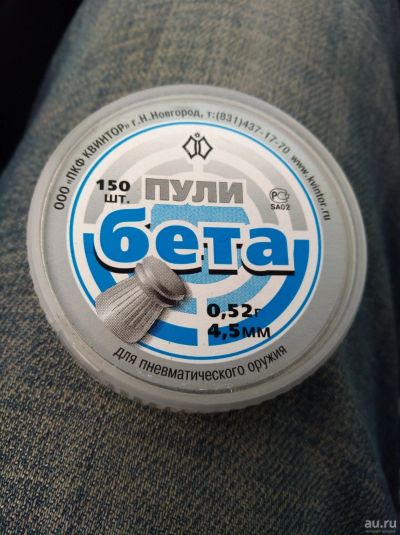 ООО «ПКФ КВИНТОР» г.Н.Новгород, т:(831)437-17-70 www.kvintor.ru
150
ШТ.
ПУЛИ
РС
SA02
бета
0,52г
4,5мм
для пневматического оружия
au.ru